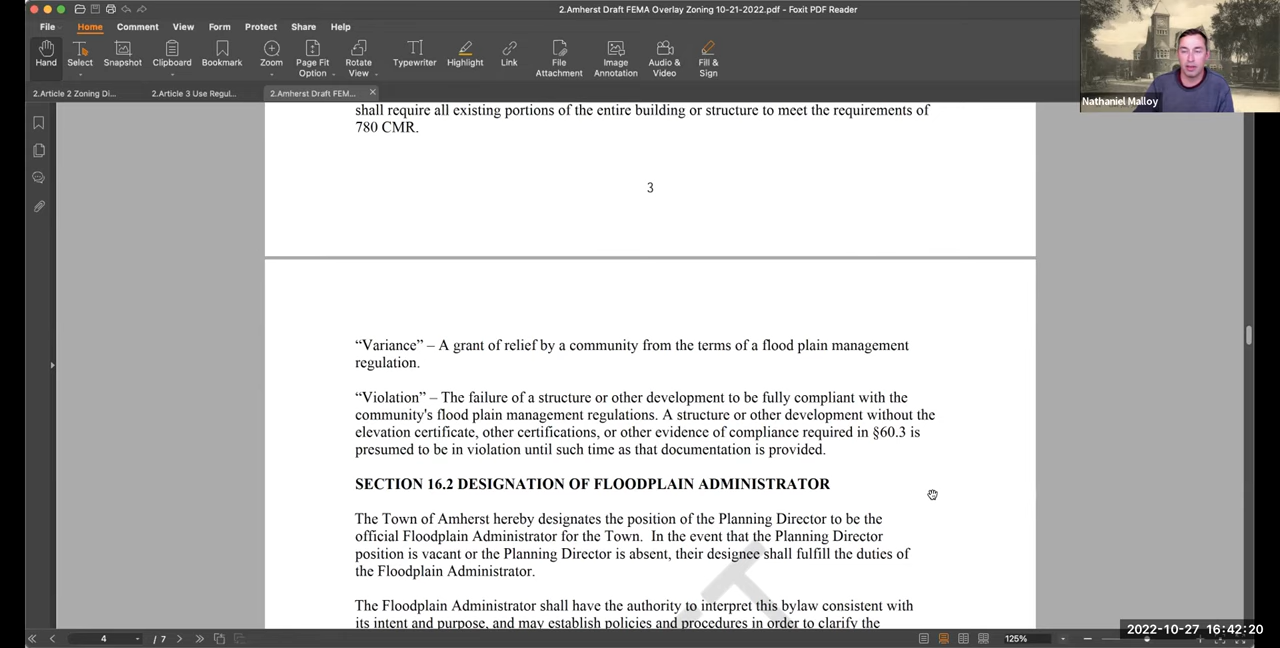 2.Amherst Draft FEMA Overlay Zoning 10-21-2022.pdf - Foxit PDF Reader
File Home Comment View Form Protect Share Help
Hand Select Snapshot Clipboard Bookmark Zoom Page Fit Option Rotate View Typewriter Highlight Link File Attachment Image Annotation Audio & Video Fill & Sign
2.Article 2 Zoning Di... 2.Article 3 Use Regul... 2.Amherst Draft FEM...
Nathaniel Malloy
shall require all existing portions of the entire building or structure to meet the requirements of
780 CMR.
3
“Variance” – A grant of relief by a community from the terms of a flood plain management
regulation.
“Violation” – The failure of a structure or other development to be fully compliant with the
community's flood plain management regulations. A structure or other development without the
elevation certificate, other certifications, or other evidence of compliance required in §60.3 is
presumed to be in violation until such time as that documentation is provided.
SECTION 16.2 DESIGNATION OF FLOODPLAIN ADMINISTRATOR
The Town of Amherst hereby designates the position of the Planning Director to be the
official Floodplain Administrator for the Town.  In the event that the Planning Director
position is vacant or the Planning Director is absent, their designee shall fulfill the duties of
the Floodplain Administrator.
The Floodplain Administrator shall have the authority to interpret this bylaw consistent with
its intent and purpose, and may establish policies and procedures in order to clarify the
4 / 7
125%
2022-10-27 16:42:20